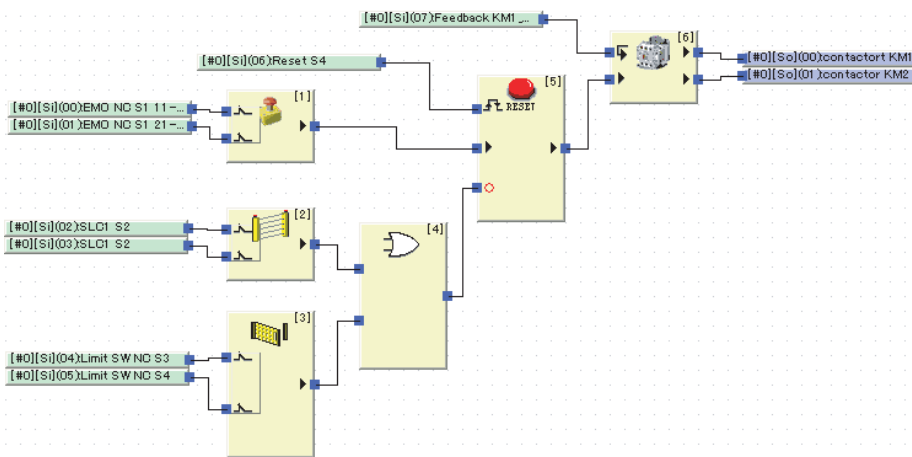 [#0][Si](07):Feedback KM1_...
[6]
[#0][So](00):contactort KM1
[#0][So](01):contactor KM2
[#0][Si](06):Reset S4
[5]
RESET
[#0][Si](00):EMO NC S1 11-...
[#0][Si](01):EMO NC S1 21-...
[1]
[#0][Si](02):SLC1 S2
[#0][Si](03):SLC1 S2
[2]
[4]
[3]
[#0][Si](04):Limit SW NC S3
[#0][Si](05):Limit SW NC S4